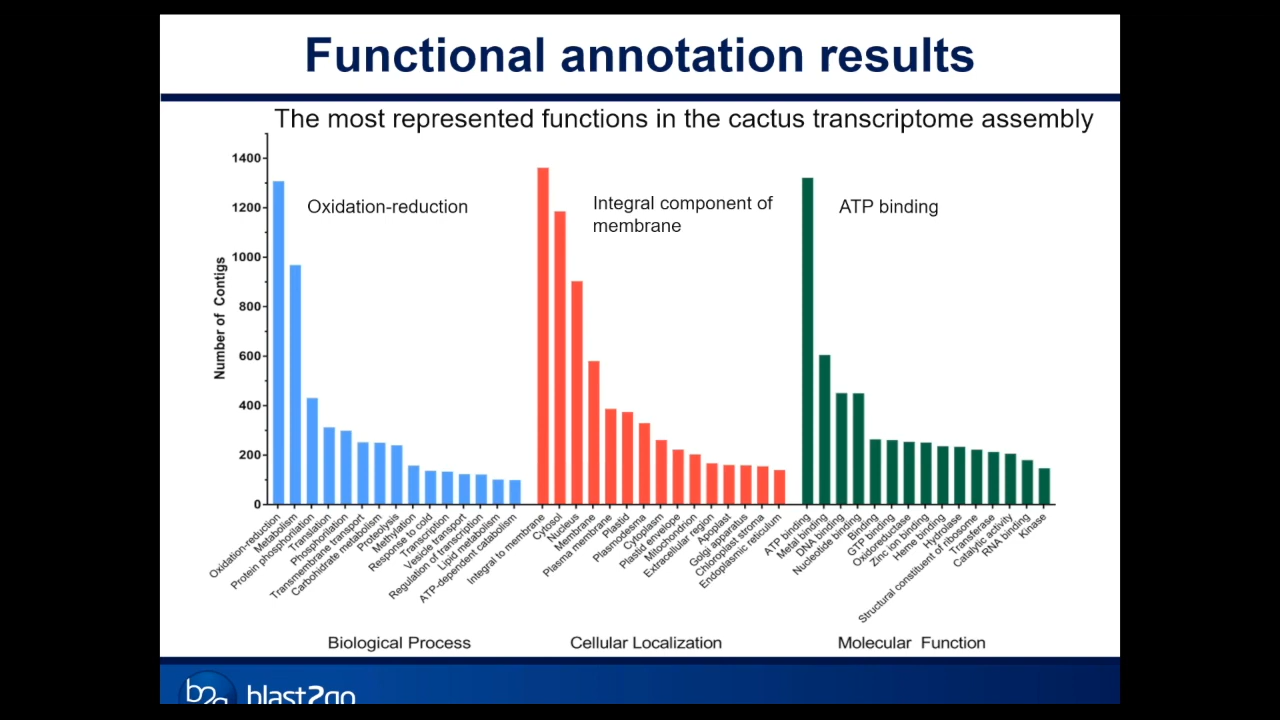 Functional annotation results
The most represented functions in the cactus transcriptome assembly
Number of Contigs
1400
1200
1000
800
600
400
200
0
Oxidation-reduction
Integral component of
membrane
ATP binding
Oxidation-reduction
Metabolism
Protein phosphorilation
Translation
Phosphorilation
Transmembrane transport
Carbohidrate metabolism
Proteolysis
Methylation
Response to cold
Transcription
Vesicle transport
Regulation of transcription
Lipid metabolism
ATP-dependent catabolism
Integral to membrane
Cytosol
Nucleus
Membrane
Plasma membrane
Plastid
Plasmodesma
Cytoplasm
Plastid envelope
Mitochondrion
Extracellular region
Apoplast
Golgi apparatus
Chloroplast stroma
Endoplasmic reticulum
ATP binding
Metal binding
DNA binding
Nucleotide binding
Binding
GTP binding
Oxidoreductase
Zinc ion binding
Heme binding
Hydrolase
Structural constituent of ribosome
Transferase
Catalytic activity
RNA binding
Kinase
Biological Process
Cellular Localization
Molecular Function
b2g blast2go